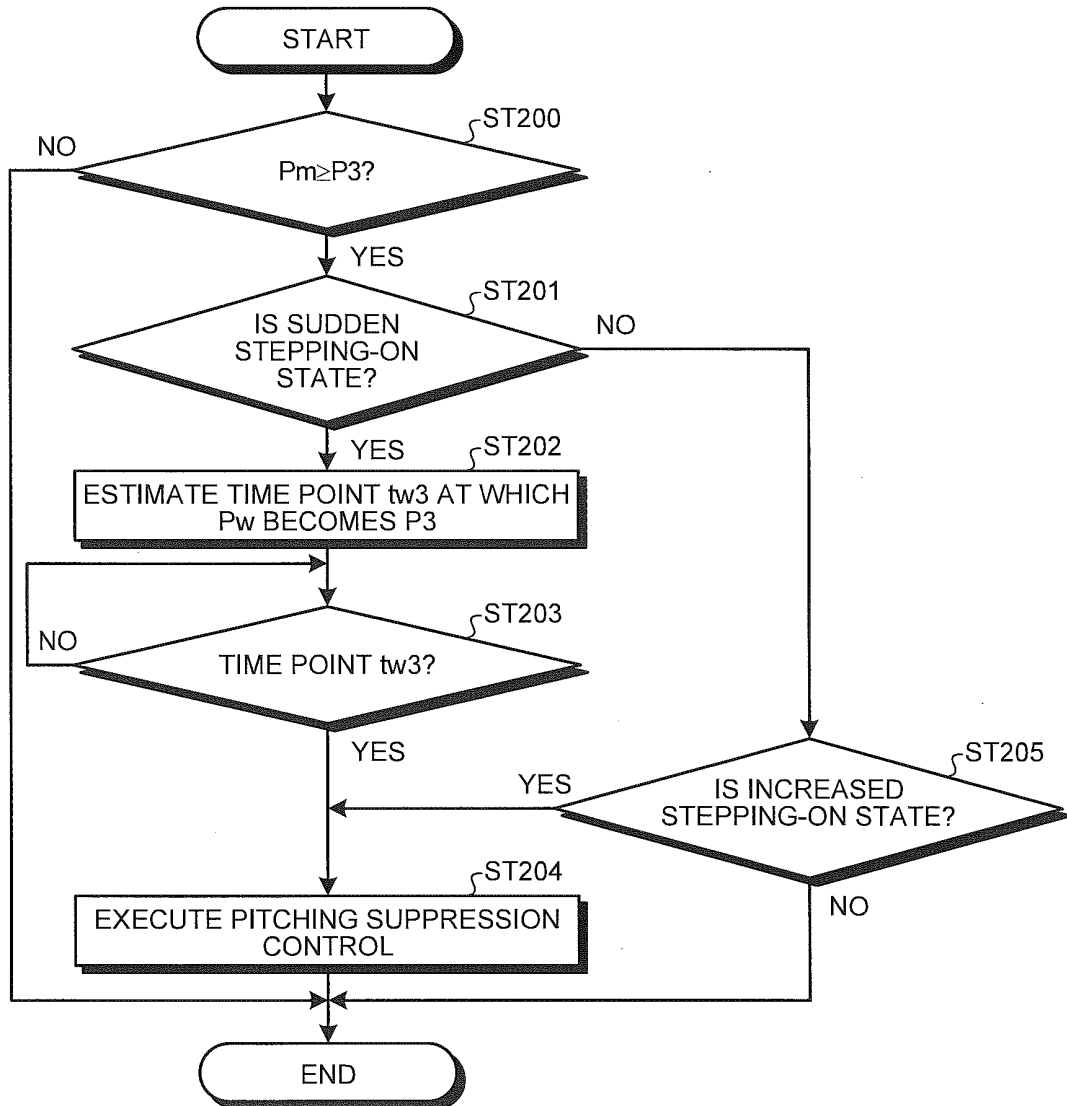 START
ST200
NO
Pm≥P3?
YES
ST201
IS SUDDEN
STEPPING-ON
STATE?
NO
YES
ST202
ESTIMATE TIME POINT tw3 AT WHICH
Pw BECOMES P3
ST203
NO
TIME POINT tw3?
YES
ST205
YES
IS INCREASED
STEPPING-ON STATE?
ST204
NO
EXECUTE PITCHING SUPPRESSION
CONTROL
END